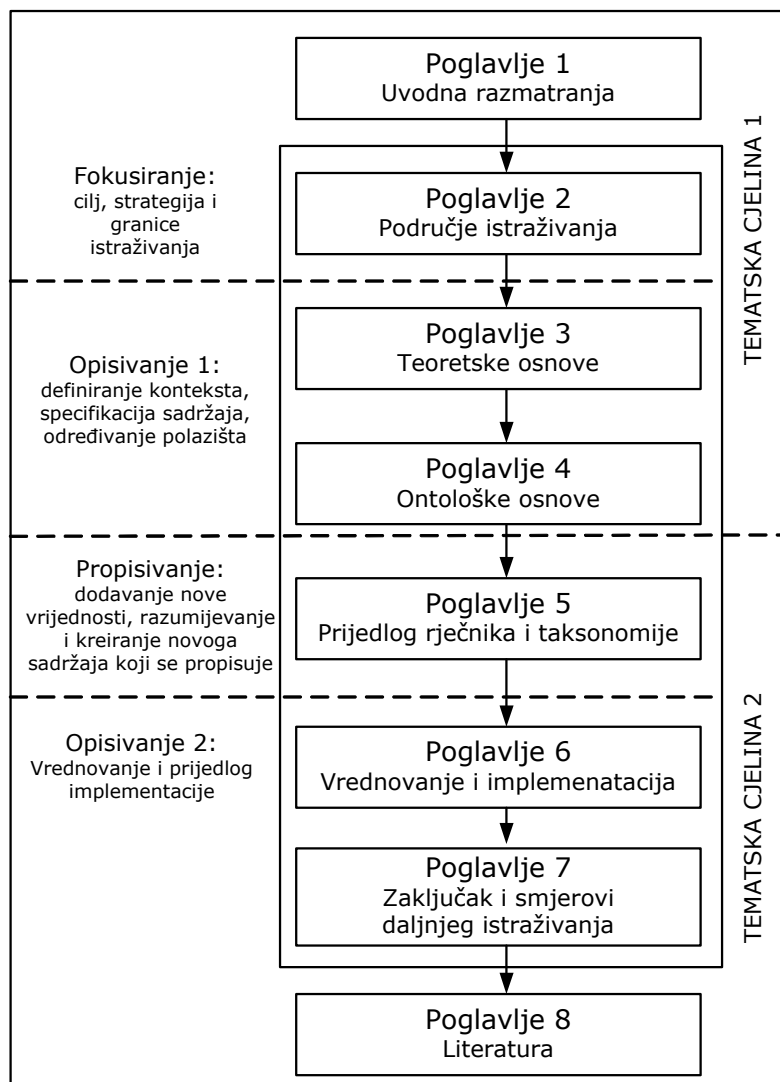 Poglavlje 1
Uvodna razmatranja
TEMATSKA CJELINA 1
Fokusiranje:
cilj, strategija i
granice
istraživanja
Poglavlje 2
Područje istraživanja
Opisivanje 1:
definiranje konteksta,
specifikacija sadržaja,
određivanje polazišta
Poglavlje 3
Teoretske osnove
Poglavlje 4
Ontološke osnove
Propisivanje:
dodavanje nove
vrijednosti, razumijevanje
i kreiranje novoga
sadržaja koji se propisuje
Poglavlje 5
Prijedlog rječnika i taksonomije
TEMATSKA CJELINA 2
Opisivanje 2:
Vrednovanje i prijedlog
implementacije
Poglavlje 6
Vrednovanje i implemenatacija
Poglavlje 7
Zaključak i smjerovi
daljnjeg istraživanja
Poglavlje 8
Literatura